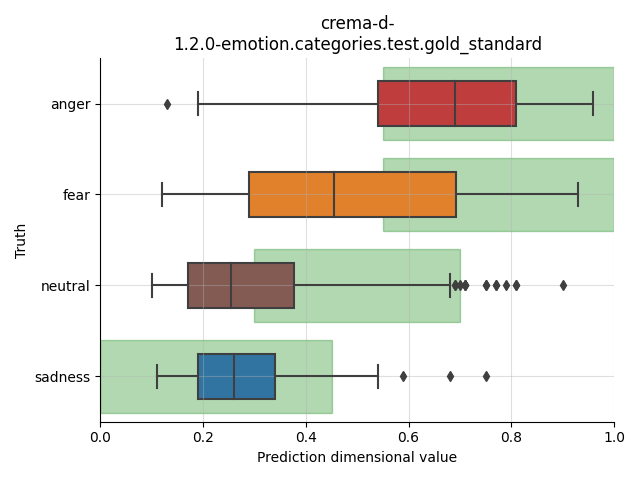 crema-d-
1.2.0-emotion.categories.test.gold_standard
anger
fear
neutral
sadness
Truth
0.0 0.2 0.4 0.6 0.8 1.0
Prediction dimensional value